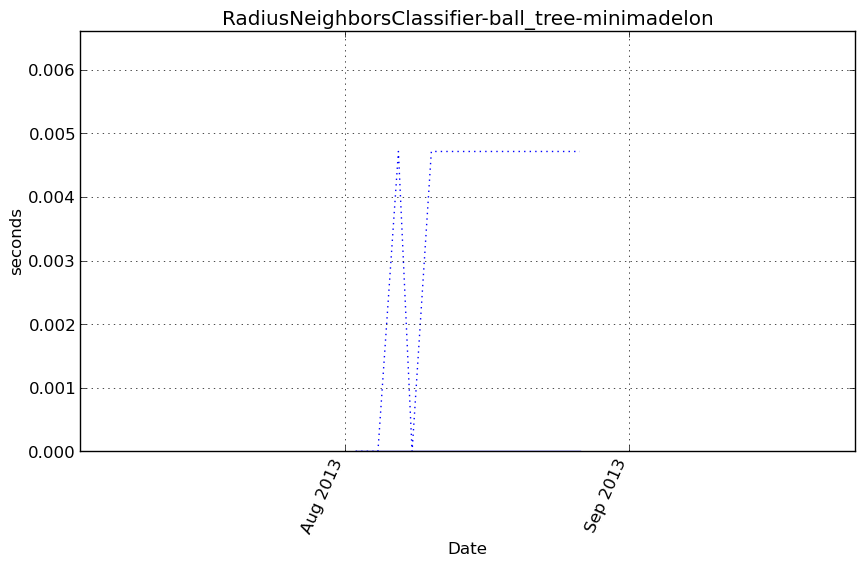 RadiusNeighborsClassifier-ball_tree-minimadelon
0.006
0.005
0.004
0.003
0.002
0.001
0.000
seconds
Aug 2013
Sep 2013
Date